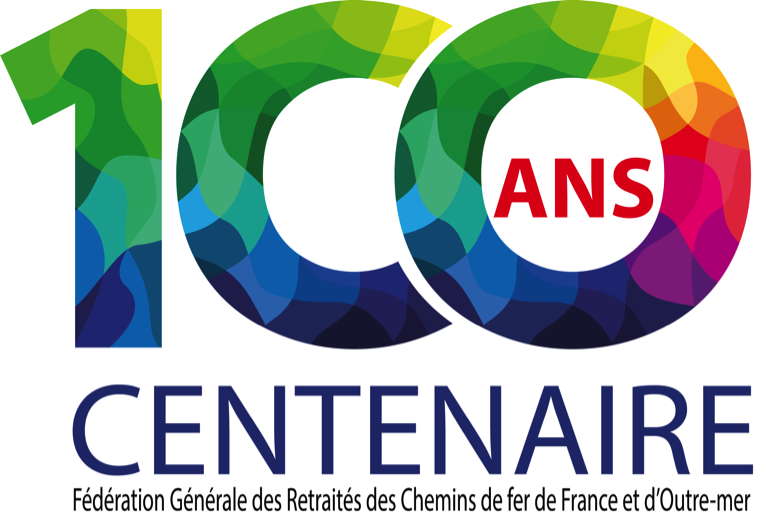 100
ANS
CENTENAIRE
Fédération Générale des Retraités des Chemins de fer de France et d'Outre-mer